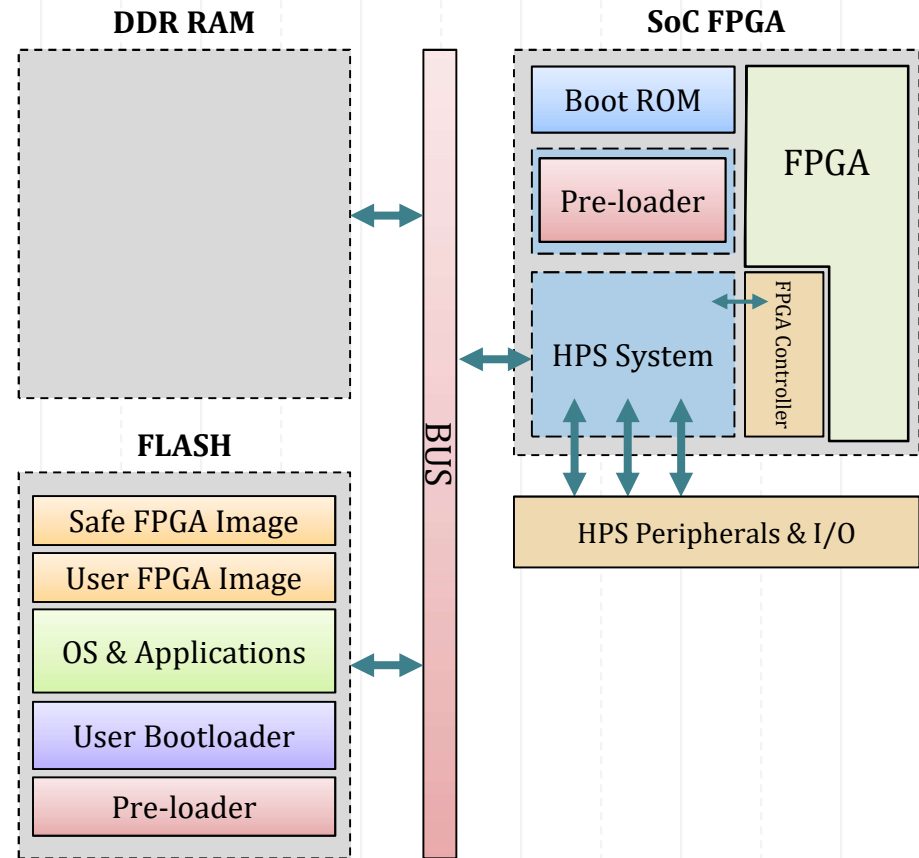 DDR RAM
SoC FPGA
Boot ROM
FPGA
Pre-loader
HPS System
FPGA Controller
BUS
FLASH
Safe FPGA Image
User FPGA Image
OS & Applications
User Bootloader
Pre-loader
HPS Peripherals & I/O